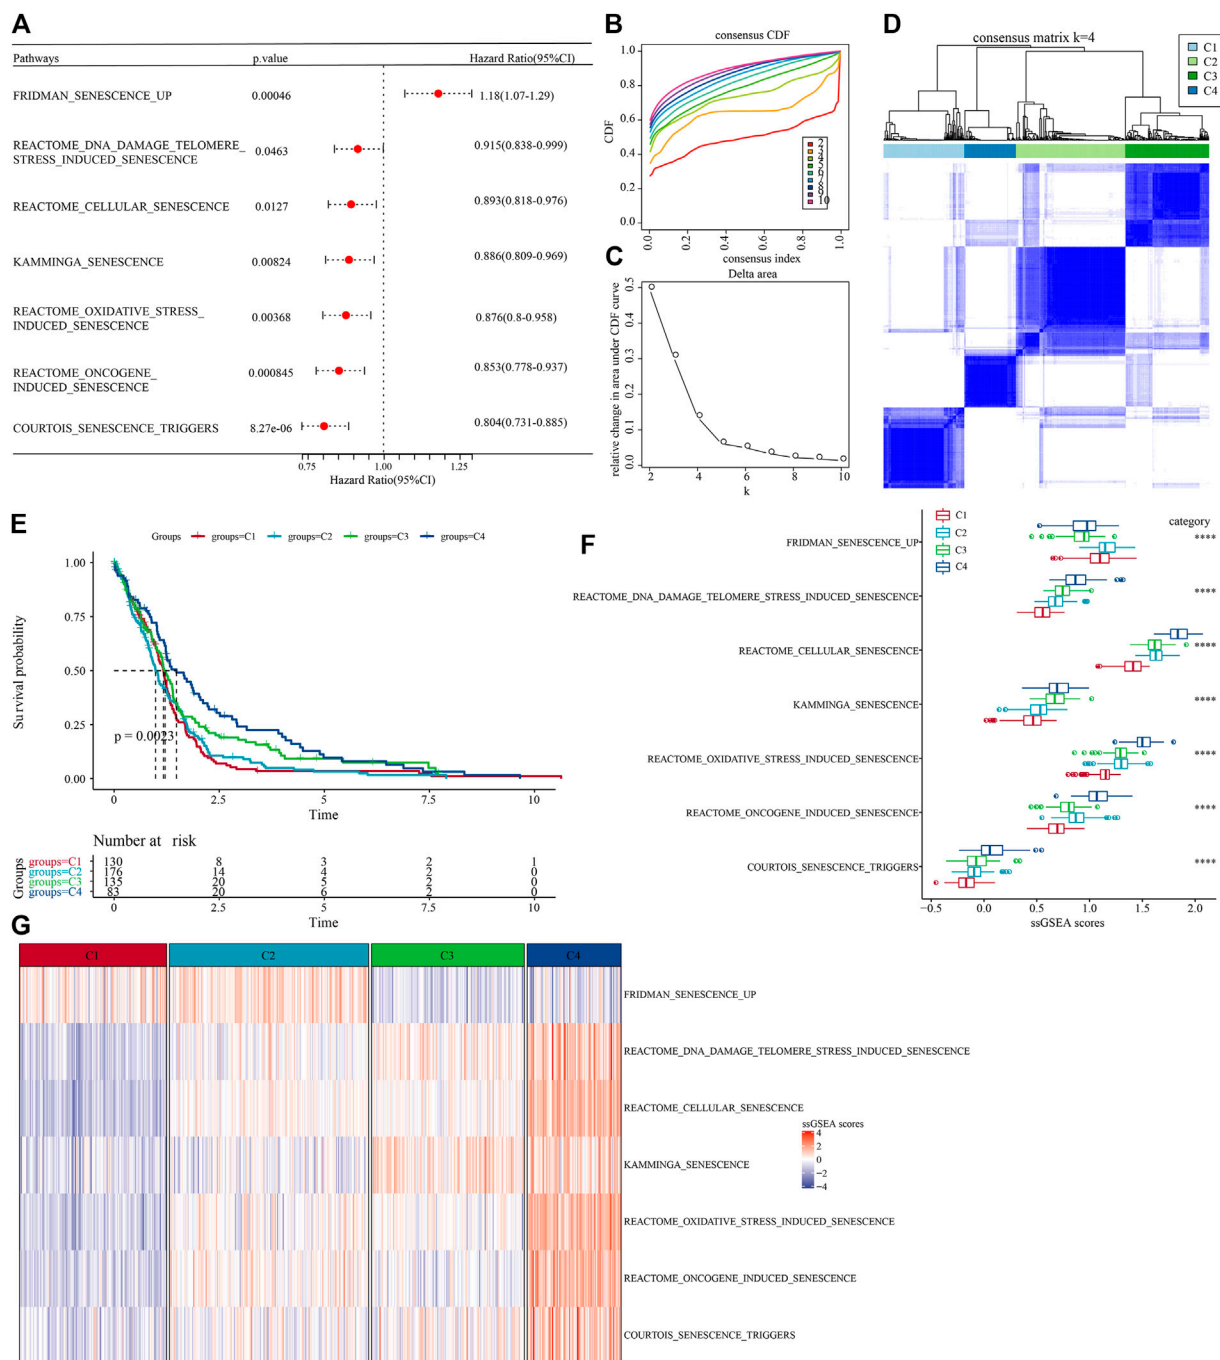 A
Pathways p.value Hazard Ratio(95%CI)
FRIDMAN_SENESCENCE_UP 0.00046 1.18(1.07-1.29)
REACTOME_DNA_DAMAGE_TELOMERE_
STRESS_INDUCED_SENESCENCE 0.0463 0.915(0.838-0.999)
REACTOME_CELLULAR_SENESCENCE 0.0127 0.893(0.818-0.976)
KAMMINGA_SENESCENCE 0.00824 0.886(0.809-0.969)
REACTOME_OXIDATIVE_STRESS_
INDUCED_SENESCENCE 0.00368 0.876(0.8-0.958)
REACTOME_ONCOGENE_
INDUCED_SENESCENCE 0.000845 0.853(0.778-0.937)
COURTOIS_SENESCENCE_TRIGGERS 8.27e-06 0.804(0.731-0.885)
0.75 1.00 1.25
Hazard Ratio(95%CI)
B
consensus CDF
CDF
1.0
0.8
0.6
0.4
0.2
0.0
2
3
4
5
6
7
8
9
10
0.0 0.2 0.4 0.6 0.8 1.0
consensus index
C
Delta area
relative change in area under CDF curve
0.5
0.4
0.3
0.2
0.1
0.0
2 4 6 8 10
k
D
consensus matrix k=4
C1
C2
C3
C4
E
Groups groups=C1 groups=C2 groups=C3 groups=C4
Survival probability
1.00
0.75
0.50
0.25
0.00
p = 0.0023
0 2.5 5 7.5 10
Time
Number at risk
Groups
groups=C1 130 8 3 2 1
groups=C2 176 14 4 2 0
groups=C3 135 20 5 2 0
groups=C4 83 20 6 2 0
0 2.5 5 7.5 10
Time
F
C1
C2
C3
C4
category
FRIDMAN_SENESCENCE_UP ****
REACTOME_DNA_DAMAGE_TELOMERE_STRESS_INDUCED_SENESCENCE ****
REACTOME_CELLULAR_SENESCENCE ****
KAMMINGA_SENESCENCE ****
REACTOME_OXIDATIVE_STRESS_INDUCED_SENESCENCE ****
REACTOME_ONCOGENE_INDUCED_SENESCENCE ****
COURTOIS_SENESCENCE_TRIGGERS ****
−0.5 0.0 0.5 1.0 1.5 2.0
ssGSEA scores
G
C1 C2 C3 C4
FRIDMAN_SENESCENCE_UP
REACTOME_DNA_DAMAGE_TELOMERE_STRESS_INDUCED_SENESCENCE
REACTOME_CELLULAR_SENESCENCE
KAMMINGA_SENESCENCE
REACTOME_OXIDATIVE_STRESS_INDUCED_SENESCENCE
REACTOME_ONCOGENE_INDUCED_SENESCENCE
COURTOIS_SENESCENCE_TRIGGERS
ssGSEA scores
4
2
0
−2
−4